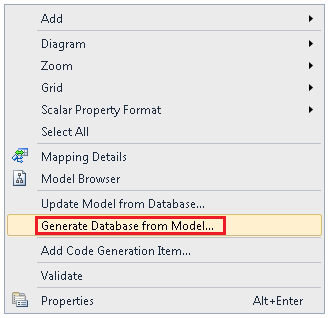 Add
Diagram
Zoom
Grid
Scalar Property Format
Select All
Mapping Details
Model Browser
Update Model from Database...
Generate Database from Model...
Add Code Generation Item...
Validate
Properties Alt+Enter